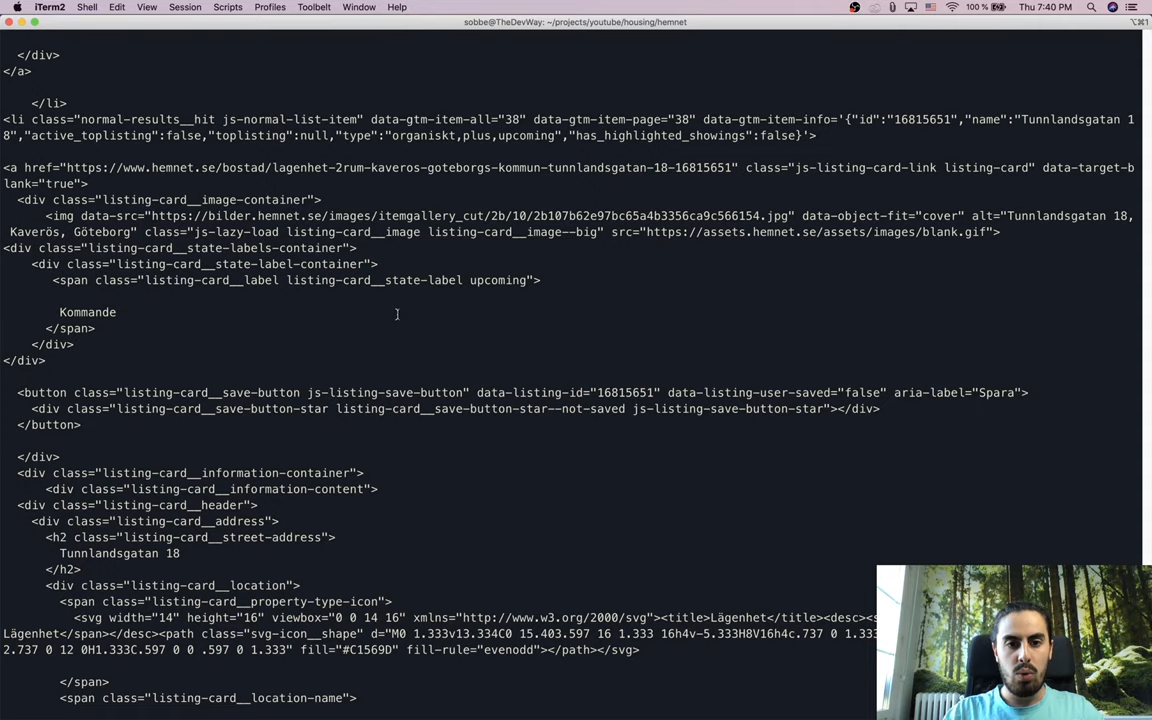 iTerm2 Shell Edit View Session Scripts Profiles Toolbelt Window Help 100 % Thu 7:40 PM
sobbe@TheDevWay: ~/projects/youtube/housing/hemnet ⌥⌘1
</div>
</a>
</li>
<li class="normal-results__hit js-normal-list-item" data-gtm-item-all="38" data-gtm-item-page="38" data-gtm-item-info='{"id":"16815651","name":"Tunnlandsgatan 1
8","active_toplisting":false,"toplisting":null,"type":"organiskt,plus,upcoming","has_highlighted_showings":false}'>
<a href="https://www.hemnet.se/bostad/lagenhet-2rum-kaveros-goteborgs-kommun-tunnlandsgatan-18-16815651" class="js-listing-card-link listing-card" data-target-b
lank="true">
<div class="listing-card__image-container">
<img data-src="https://bilder.hemnet.se/images/itemgallery_cut/2b/10/2b107b62e97bc65a4b3356ca9c566154.jpg" data-object-fit="cover" alt="Tunnlandsgatan 18,
Kaverös, Göteborg" class="js-lazy-load listing-card__image listing-card__image--big" src="https://assets.hemnet.se/assets/images/blank.gif">
<div class="listing-card__state-labels-container">
<div class="listing-card__state-label-container">
<span class="listing-card__label listing-card__state-label upcoming">
Kommande
</span>
</div>
</div>
<button class="listing-card__save-button js-listing-save-button" data-listing-id="16815651" data-listing-user-saved="false" aria-label="Spara">
<div class="listing-card__save-button-star listing-card__save-button-star--not-saved js-listing-save-button-star"></div>
</button>
</div>
<div class="listing-card__information-container">
<div class="listing-card__information-content">
<div class="listing-card__header">
<div class="listing-card__address">
<h2 class="listing-card__street-address">
Tunnlandsgatan 18
</h2>
<div class="listing-card__location">
<span class="listing-card__property-type-icon">
<svg width="14" height="16" viewbox="0 0 14 16" xmlns="http://www.w3.org/2000/svg"><title>Lägenhet</title><desc><s
Lägenhet</span></desc><path class="svg-icon__shape" d="M0 1.333v13.334C0 15.403.597 16 1.333 16h4v-5.333H8V16h4c.737 0 1.33
2.737 0 12 0H1.333C.597 0 0 .597 0 1.333" fill="#C1569D" fill-rule="evenodd"></path></svg>
</span>
<span class="listing-card__location-name">